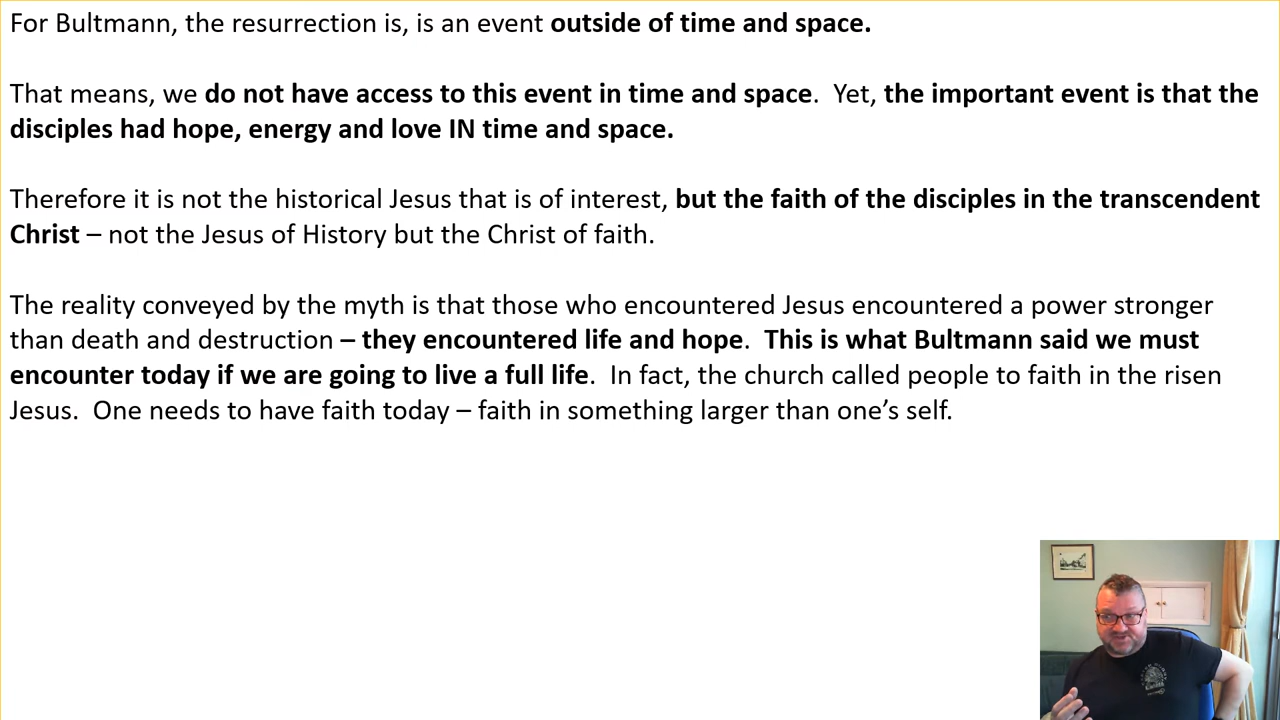 For Bultmann, the resurrection is, is an event outside of time and space.
That means, we do not have access to this event in time and space.  Yet, the important event is that the
disciples had hope, energy and love IN time and space.
Therefore it is not the historical Jesus that is of interest, but the faith of the disciples in the transcendent
Christ – not the Jesus of History but the Christ of faith.
The reality conveyed by the myth is that those who encountered Jesus encountered a power stronger
than death and destruction – they encountered life and hope.  This is what Bultmann said we must
encounter today if we are going to live a full life.  In fact, the church called people to faith in the risen
Jesus.  One needs to have faith today – faith in something larger than one’s self.